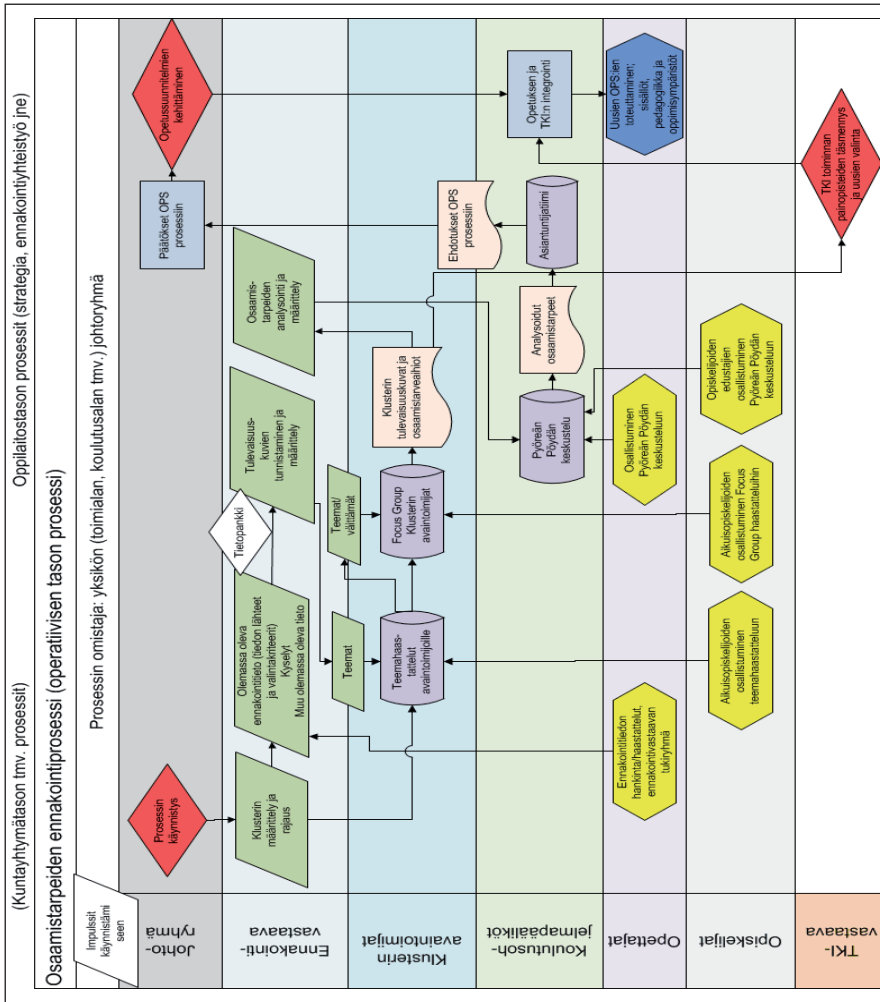 (Kuntayhtymätason tmv. prosessit)
Oppilaitostason prosessit (strategia, ennakointiyhteistyö jne)
Osaamistarpeiden ennakointiprosessi (operatiivisen tason prosessi)
Impulssit
käynnistämi
seen
Prosessin omistaja: yksikön (toimialan, koulutusalan tmv.) johtoryhmä
Johto-
ryhmä
Prosessin
käynnistys
Päätökset OPS
prosessiin
Opetussuunnitelmien
kehittäminen
Ennakointi-
vastaava
Klusterin
määrittely ja
rajaus
Olemassa oleva
ennakointitieto (tiedon lähteet
ja valintakriteerit)
Kyselyt
Muu olemassa oleva tieto
Tietopankki
Tulevaisuus-
kuvien
tunnistaminen ja
määrittely
Osaamis-
tarpeiden
analysointi ja
määrittely
Teemat
Teemat/
väittämät
Klusterin
avaintoimijat
Teemahaas-
tattelut
avaintoimijoille
Focus Group
Klusterin
avaintoimijat
Klusterin
tulevaisuuskuvat ja
osaamistarveaihiot
Koulutusoh-
jelmapäälliköt
Pyöreän
Pöydän
keskustelu
Analysoidut
osaamistarpeet
Asiantuntijatiimi
Ehdotukset OPS
prosessiin
Opetuksen ja
TKI:n integrointi
Opettajat
Ennakointitiedon
hankinta/haastattelut,
ennakointivastaavan
tukiryhmä
Osallistuminen
Pyöreän Pöydän
keskusteluun
Uusien OPS:ien
toteuttaminen;
sisällöt,
pedagogiikka ja
oppimisympäristöt
Opiskelijat
Aikuisopiskelijoiden
osallistuminen
teemahaastatteluun
Aikuisopiskelijoiden
osallistuminen Focus
Group haastatteluihin
Opiskelijoiden
edustajien
osallistuminen
Pyöreän Pöydän
keskusteluun
TKI-
vastaava
TKI toiminnan
painopisteiden täsmennys
ja uusien valinta